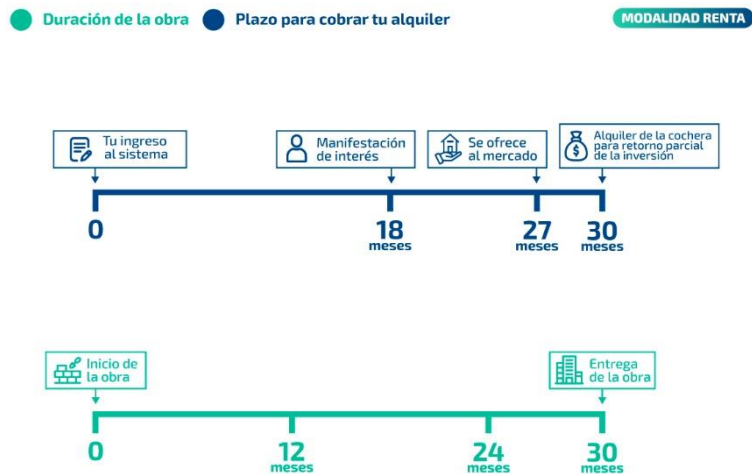 Duración de la obra
Plazo para cobrar tu alquiler
MODALIDAD RENTA
Tu ingreso
al sistema
Manifestación
de interés
Se ofrece
al mercado
Alquiler de la cochera
para retorno parcial
de la inversión
0
18
meses
27
meses
30
meses
Inicio de
la obra
Entrega
de la obra
0
12
meses
24
meses
30
meses